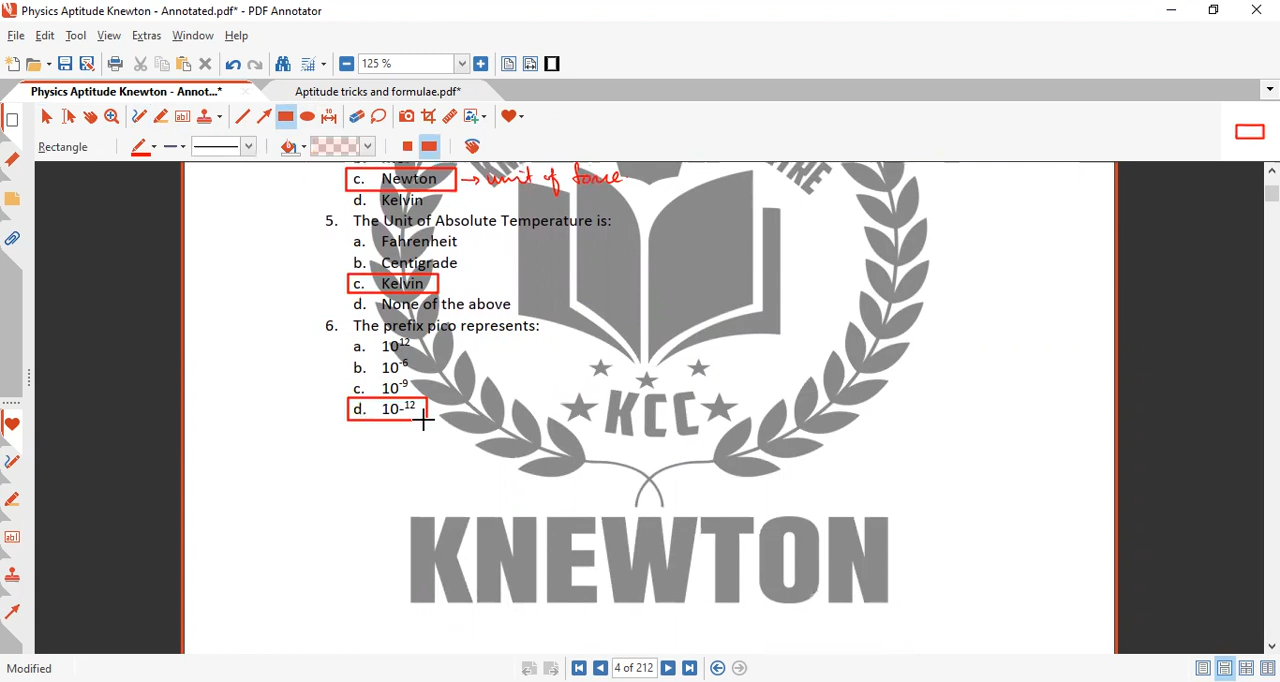 Physics Aptitude Knewton - Annotated.pdf* - PDF Annotator
File Edit Tool View Extras Window Help
125 %
Physics Aptitude Knewton - Annot...* Aptitude tricks and formulae.pdf*
Rectangle
c. Newton → unit of force
d. Kelvin
5. The Unit of Absolute Temperature is:
a. Fahrenheit
b. Centigrade
c. Kelvin
d. None of the above
6. The prefix pico represents:
a. 10¹²
b. 10⁻⁶
c. 10⁻⁹
d. 10-¹²
KCC
KNEWTON
Modified
4 of 212